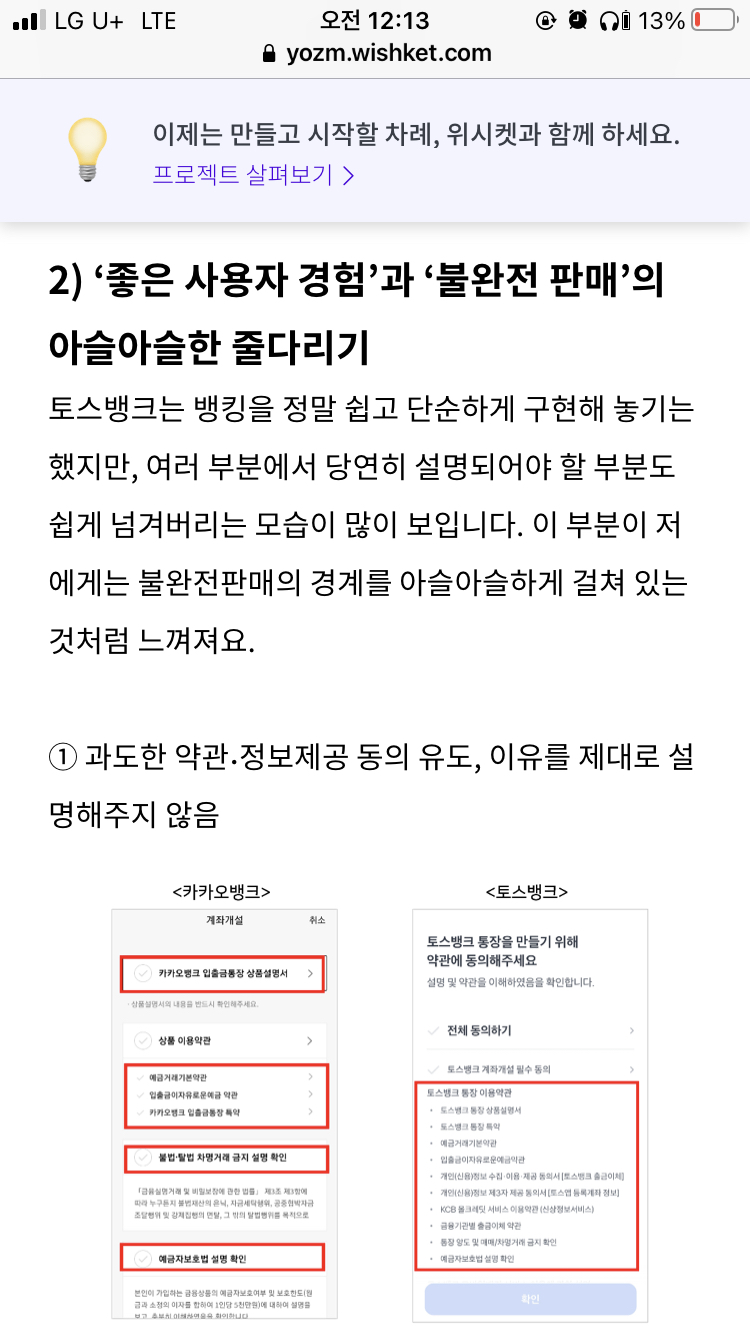 LG U+ LTE 오전 12:13 13%
yozm.wishket.com
이제는 만들고 시작할 차례, 위시켓과 함께 하세요.
프로젝트 살펴보기 >
2) ‘좋은 사용자 경험’과 ‘불완전 판매’의
아슬아슬한 줄다리기
토스뱅크는 뱅킹을 정말 쉽고 단순하게 구현해 놓기는
했지만, 여러 부분에서 당연히 설명되어야 할 부분도
쉽게 넘겨버리는 모습이 많이 보입니다. 이 부분이 저
에게는 불완전판매의 경계를 아슬아슬하게 걸쳐 있는
것처럼 느껴져요.
① 과도한 약관·정보제공 동의 유도, 이유를 제대로 설
명해주지 않음
<카카오뱅크>
계좌개설 취소
카카오뱅크 입출금통장 상품설명서
· 상품설명서의 내용을 반드시 확인해주세요.
상품 이용약관
예금거래기본약관
입출금이자유로운예금 약관
카카오뱅크 입출금통장 특약
불법·탈법 차명거래 금지 설명 확인
「금융실명거래 및 비밀보장에 관한 법률」 제3조 제3항에
따라 누구든지 불법재산의 은닉, 자금세탁행위, 공중협박자금
조달행위 및 강제집행의 면탈, 그 밖의 탈법행위를 목적으로
예금자보호법 설명 확인
본인이 가입하는 금융상품의 예금자보호여부 및 보호한도(원
금과 소정의 이자를 합하여 1인당 5천만원)에 대하여 설명을
보고, 충분히 이해하였음을 확인합니다.
<토스뱅크>
토스뱅크 통장을 만들기 위해
약관에 동의해주세요
설명 및 약관을 이해하였음을 확인합니다.
전체 동의하기
토스뱅크 계좌개설 필수 동의
토스뱅크 통장 이용약관
• 토스뱅크 통장 상품설명서
• 토스뱅크 통장 특약
• 예금거래기본약관
• 입출금이자유로운예금약관
• 개인(신용)정보 수집·이용·제공 동의서 [토스뱅크 출금이체]
• 개인(신용)정보 제3자 제공 동의서 [토스앱 등록계좌 정보]
• KCB 올크레딧 서비스 이용약관 (신상정보서비스)
• 금융기관별 출금이체 약관
• 통장 양도 및 매매/차명거래 금지 확인
• 예금자보호법 설명 확인
확인